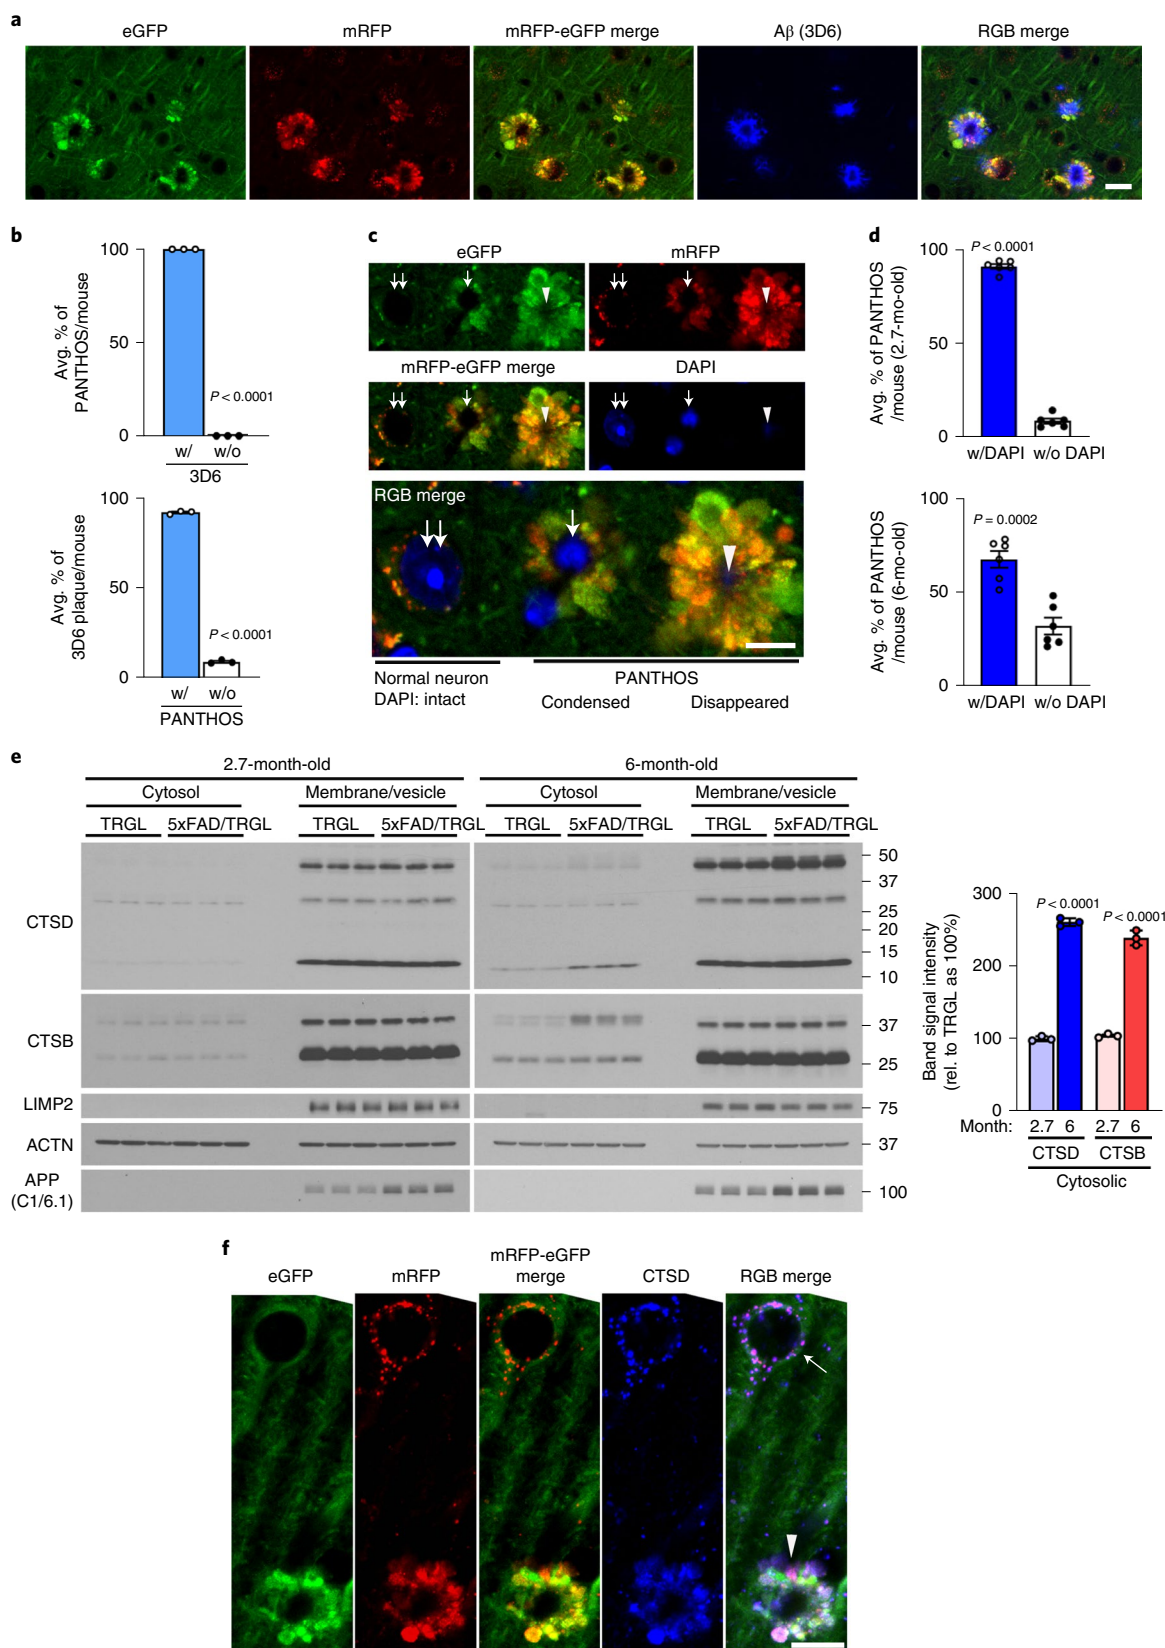 a
eGFP mRFP mRFP-eGFP merge Aβ (3D6) RGB merge
b
100
50
0
Avg. % of
PANTHOS/mouse
P < 0.0001
w/ w/o
3D6
100
50
0
Avg. % of
3D6 plaque/mouse
P < 0.0001
w/ w/o
PANTHOS
c
eGFP mRFP
mRFP-eGFP merge DAPI
RGB merge
Normal neuron
DAPI: intact
PANTHOS
Condensed Disappeared
d
100
50
0
Avg. % of PANTHOS
/mouse (2.7-mo-old)
P < 0.0001
w/DAPI w/o DAPI
100
50
0
Avg. % of PANTHOS
/mouse (6-mo-old)
P = 0.0002
w/DAPI w/o DAPI
e
2.7-month-old 6-month-old
Cytosol Membrane/vesicle Cytosol Membrane/vesicle
TRGL 5xFAD/TRGL TRGL 5xFAD/TRGL TRGL 5xFAD/TRGL TRGL 5xFAD/TRGL
CTSD
50
37
25
20
15
10
CTSB
37
25
LIMP2
75
ACTN
37
APP
(C1/6.1)
100
300
200
100
0
Band signal intensity
(rel. to TRGL as 100%)
P < 0.0001
P < 0.0001
Month: 2.7 6 2.7 6
CTSD CTSB
Cytosolic
f
eGFP mRFP mRFP-eGFP
merge CTSD RGB merge